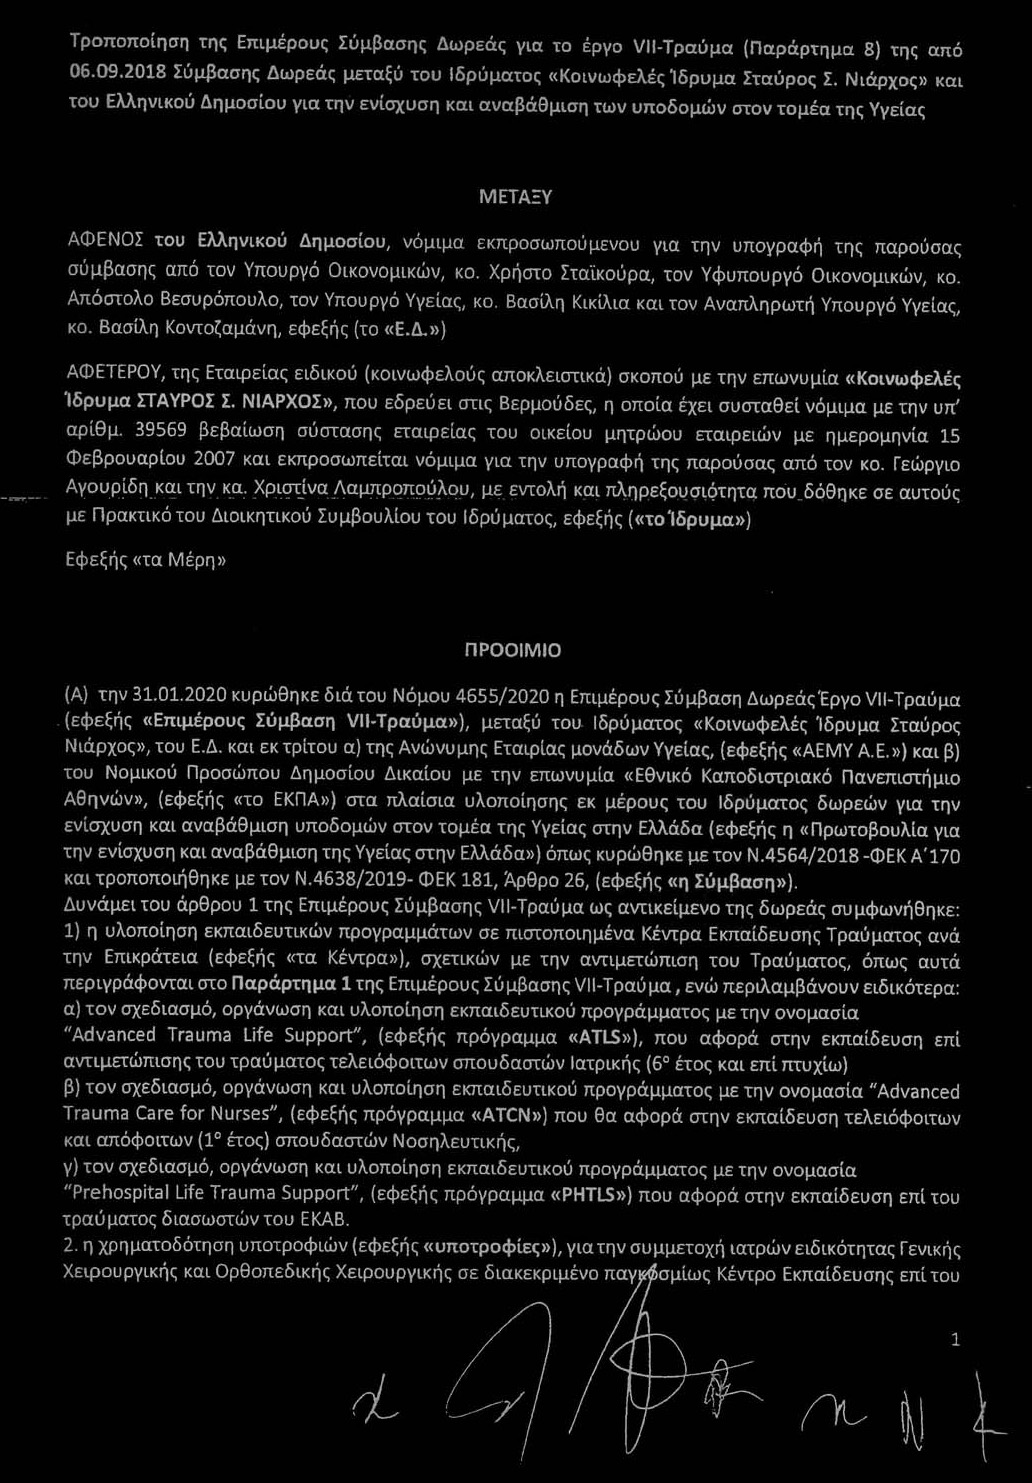 Τροποποίηση της Επιμέρους Σύμβασης Δωρεάς για το έργο VII-Τραύμα (Παράρτημα 8) της από
06.09.2018 Σύμβασης Δωρεάς μεταξύ του Ιδρύματος «Κοινωφελές Ίδρυμα Σταύρος Σ. Νιάρχος» και
του Ελληνικού Δημοσίου για την ενίσχυση και αναβάθμιση των υποδομών στον τομέα της Υγείας
ΜΕΤΑΞΥ
ΑΦΕΝΟΣ του Ελληνικού Δημοσίου, νόμιμα εκπροσωπούμενου για την υπογραφή της παρούσας
σύμβασης από τον Υπουργό Οικονομικών, κο. Χρήστο Σταϊκούρα, τον Υφυπουργό Οικονομικών, κο.
Απόστολο Βεσυρόπουλο, τον Υπουργό Υγείας, κο. Βασίλη Κικίλια και τον Αναπληρωτή Υπουργό Υγείας,
κο. Βασίλη Κοντοζαμάνη, εφεξής (το «Ε.Δ.»)
ΑΦΕΤΕΡΟΥ, της Εταιρείας ειδικού (κοινωφελούς αποκλειστικά) σκοπού με την επωνυμία «Κοινωφελές
Ίδρυμα ΣΤΑΥΡΟΣ Σ. ΝΙΑΡΧΟΣ», που εδρεύει στις Βερμούδες, η οποία έχει συσταθεί νόμιμα με την υπ'
αρίθμ. 39569 βεβαίωση σύστασης εταιρείας του οικείου μητρώου εταιρειών με ημερομηνία 15
Φεβρουαρίου 2007 και εκπροσωπείται νόμιμα για την υπογραφή της παρούσας από τον κο. Γεώργιο
Αγουρίδη και την κα. Χριστίνα Λαμπροπούλου, με εντολή και πληρεξουσιότητα που δόθηκε σε αυτούς
με Πρακτικό του Διοικητικού Συμβουλίου του Ιδρύματος, εφεξής («το Ίδρυμα»)
Εφεξής «τα Μέρη»
ΠΡΟΟΙΜΙΟ
(Α) την 31.01.2020 κυρώθηκε διά του Νόμου 4655/2020 η Επιμέρους Σύμβαση Δωρεάς Έργο VII-Τραύμα
(εφεξής «Επιμέρους Σύμβαση VII-Τραύμα»), μεταξύ του Ιδρύματος «Κοινωφελές Ίδρυμα Σταύρος
Νιάρχος», του Ε.Δ. και εκ τρίτου α) της Ανώνυμης Εταιρίας μονάδων Υγείας, (εφεξής «ΑΕΜΥ Α.Ε.») και β)
του Νομικού Προσώπου Δημοσίου Δικαίου με την επωνυμία «Εθνικό Καποδιστριακό Πανεπιστήμιο
Αθηνών», (εφεξής «το ΕΚΠΑ») στα πλαίσια υλοποίησης εκ μέρους του Ιδρύματος δωρεών για την
ενίσχυση και αναβάθμιση υποδομών στον τομέα της Υγείας στην Ελλάδα (εφεξής η «Πρωτοβουλία για
την ενίσχυση και αναβάθμιση της Υγείας στην Ελλάδα») όπως κυρώθηκε με τον Ν.4564/2018 -ΦΕΚ Α'170
και τροποποιήθηκε με τον Ν.4638/2019- ΦΕΚ 181, Άρθρο 26, (εφεξής «η Σύμβαση»).
Δυνάμει του άρθρου 1 της Επιμέρους Σύμβασης VII-Τραύμα ως αντικείμενο της δωρεάς συμφωνήθηκε:
1) η υλοποίηση εκπαιδευτικών προγραμμάτων σε πιστοποιημένα Κέντρα Εκπαίδευσης Τραύματος ανά
την Επικράτεια (εφεξής «τα Κέντρα»), σχετικών με την αντιμετώπιση του Τραύματος, όπως αυτά
περιγράφονται στο Παράρτημα 1 της Επιμέρους Σύμβασης VII-Τραύμα , ενώ περιλαμβάνουν ειδικότερα:
α) τον σχεδιασμό, οργάνωση και υλοποίηση εκπαιδευτικού προγράμματος με την ονομασία
"Advanced Trauma Life Support", (εφεξής πρόγραμμα «ATLS»), που αφορά στην εκπαίδευση επί
αντιμετώπισης του τραύματος τελειόφοιτων σπουδαστών Ιατρικής (6° έτος και επί πτυχίω)
β) τον σχεδιασμό, οργάνωση και υλοποίηση εκπαιδευτικού προγράμματος με την ονομασία "Advanced
Trauma Care for Nurses", (εφεξής πρόγραμμα «ATCN») που θα αφορά στην εκπαίδευση τελειόφοιτων
και απόφοιτων (1° έτος) σπουδαστών Νοσηλευτικής,
γ) τον σχεδιασμό, οργάνωση και υλοποίηση εκπαιδευτικού προγράμματος με την ονομασία
"Prehospital Life Trauma Support", (εφεξής πρόγραμμα «PHTLS») που αφορά στην εκπαίδευση επί του
τραύματος διασωστών του ΕΚΑΒ.
2. η χρηματοδότηση υποτροφιών (εφεξής «υποτροφίες»), για την συμμετοχή ιατρών ειδικότητας Γενικής
Χειρουργικής και Ορθοπεδικής Χειρουργικής σε διακεκριμένο παγκοσμίως Κέντρο Εκπαίδευσης επί του
1